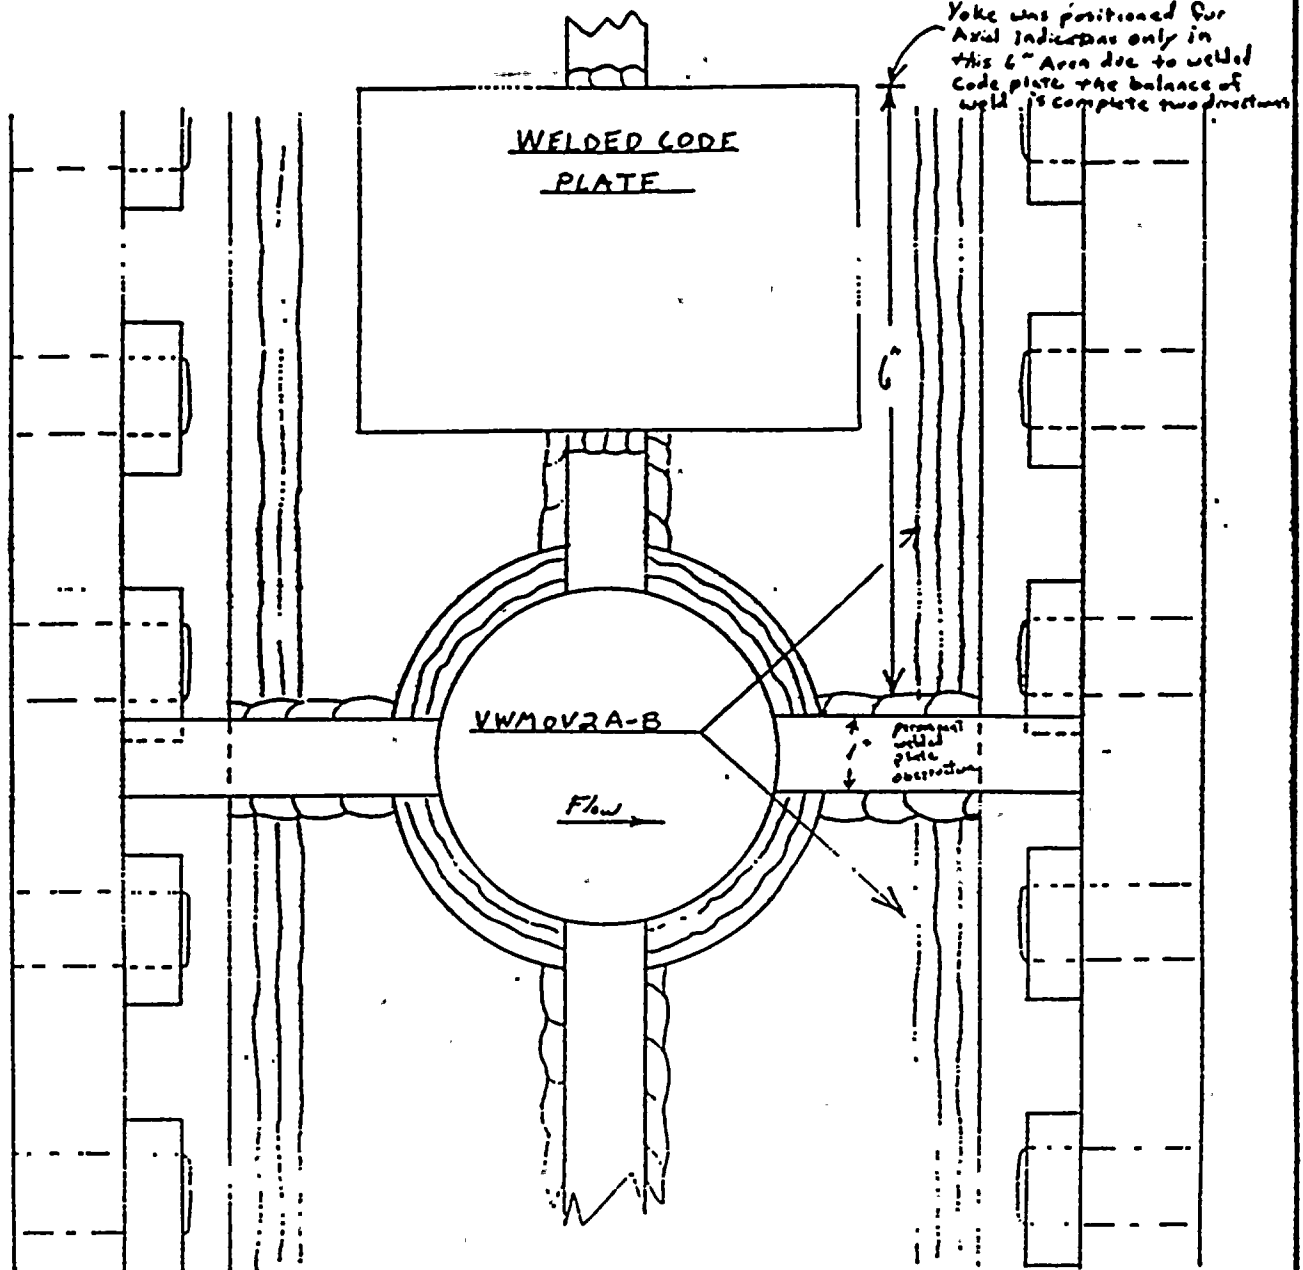 Yoke was positioned for
Axial Indications only in
this 6" Area due to welded
Code plate the balance of
weld is complete two directions
WELDED CODE
PLATE
6"
VWMOV2A-B
1"
permanent
welded
plate
obstruction
Flow